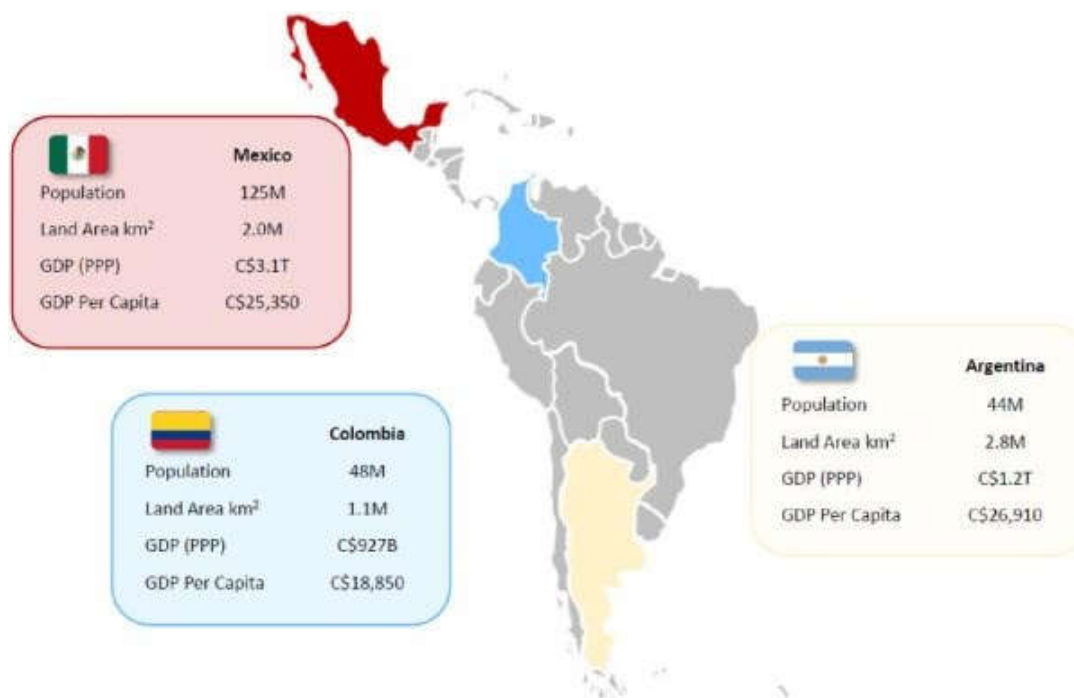 Mexico
Population 125M
Land Area km² 2.0M
GDP (PPP) C$3.1T
GDP Per Capita C$25,350
Colombia
Population 48M
Land Area km² 1.1M
GDP (PPP) C$927B
GDP Per Capita C$18,850
Argentina
Population 44M
Land Area km² 2.8M
GDP (PPP) C$1.2T
GDP Per Capita C$26,910